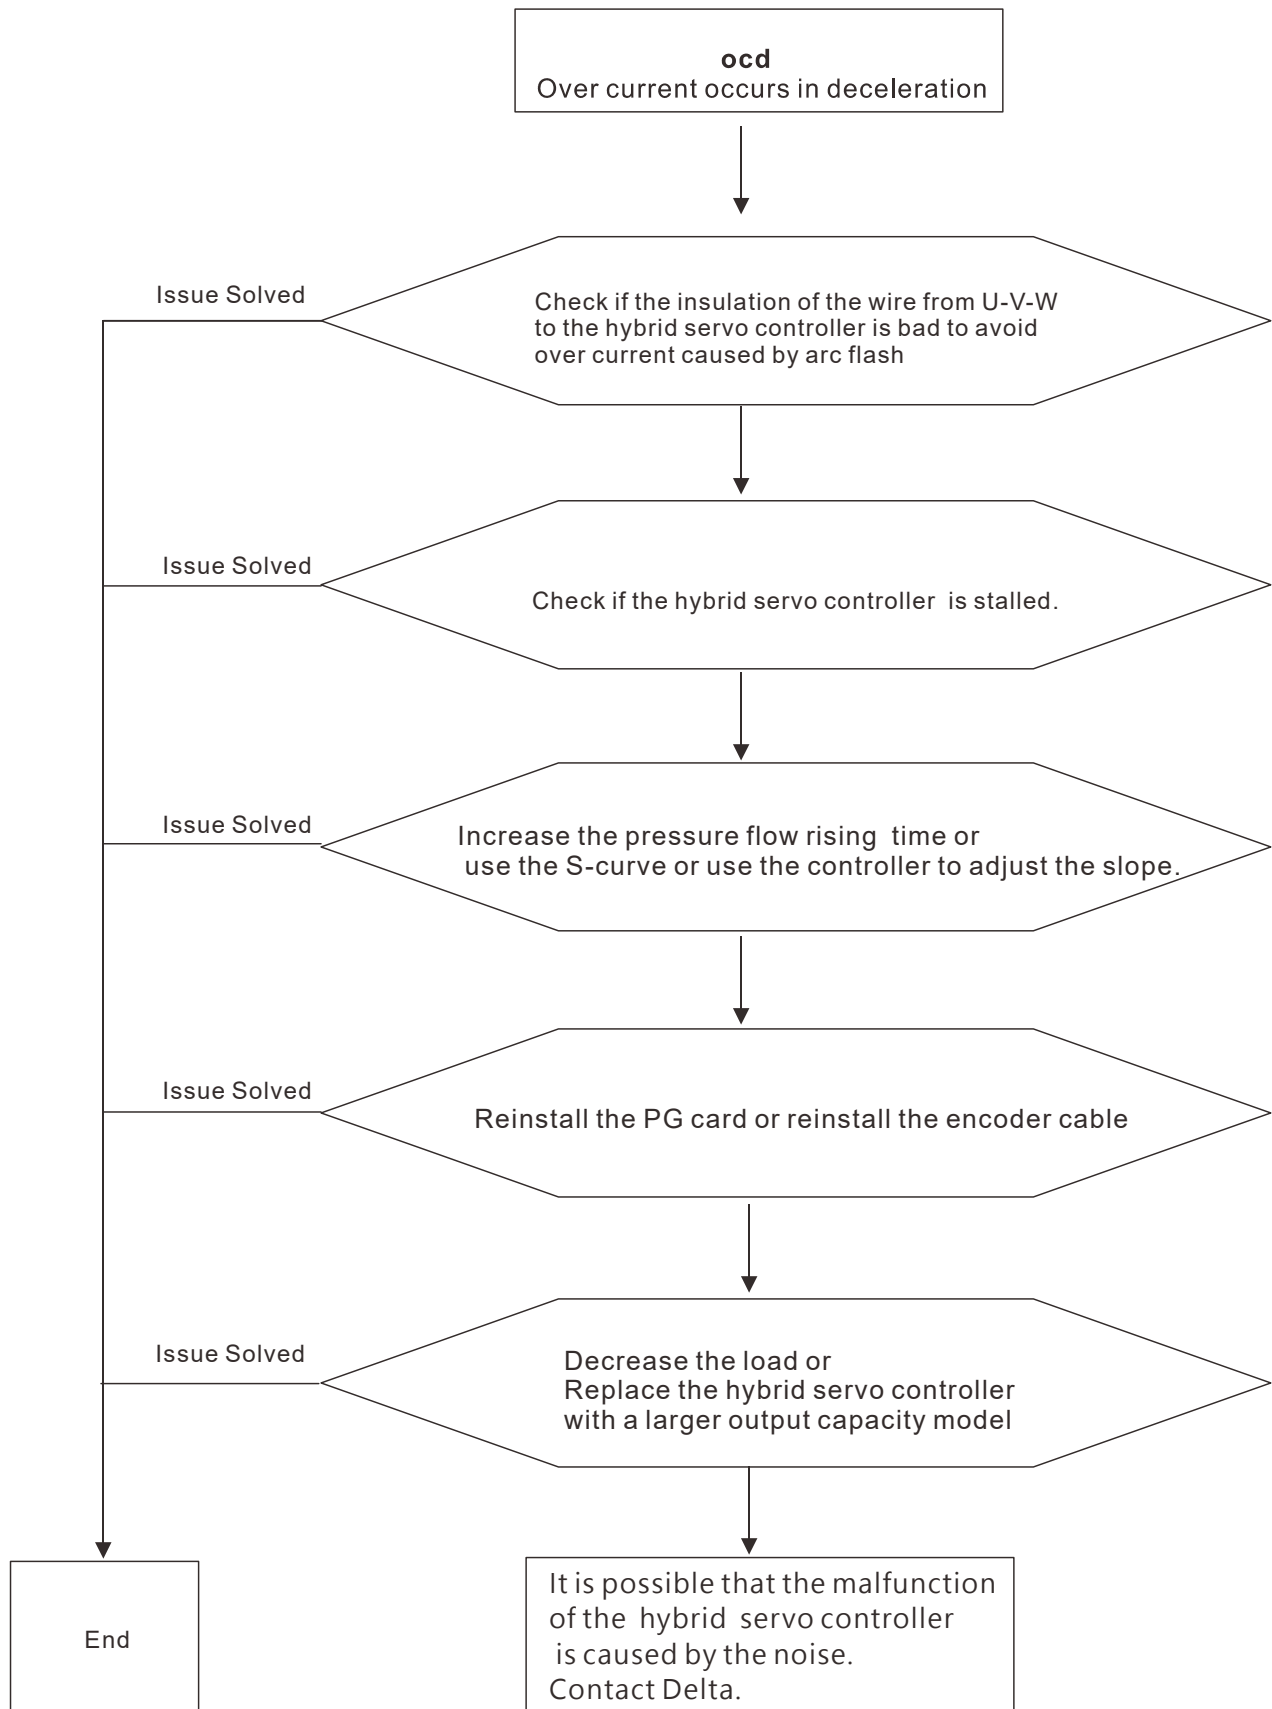 ocd
Over current occurs in deceleration
Issue Solved
Check if the insulation of the wire from U-V-W
to the hybrid servo controller is bad to avoid
over current caused by arc flash
Issue Solved
Check if the hybrid servo controller is stalled.
Issue Solved
Increase the pressure flow rising time or
use the S-curve or use the controller to adjust the slope.
Issue Solved
Reinstall the PG card or reinstall the encoder cable
Issue Solved
Decrease the load or
Replace the hybrid servo controller
with a larger output capacity model
End
It is possible that the malfunction
of the hybrid servo controller
is caused by the noise.
Contact Delta.